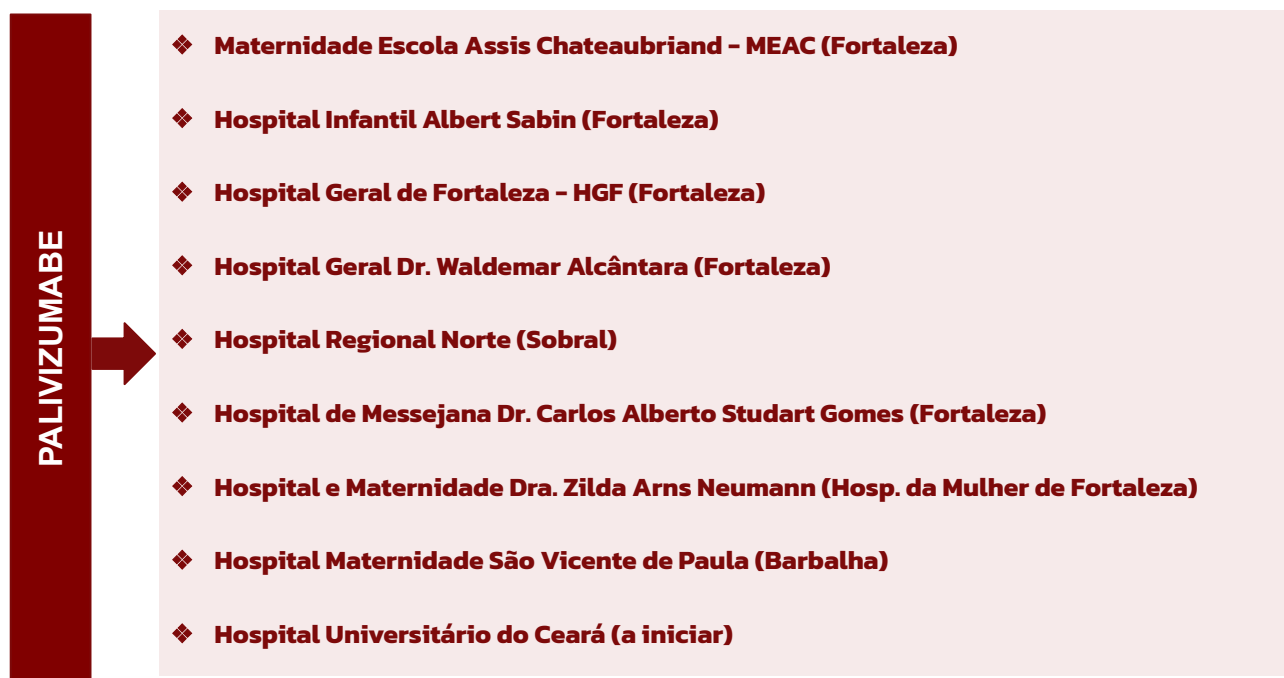 PALIVIZUMABE
❖ Maternidade Escola Assis Chateaubriand - MEAC (Fortaleza)
❖ Hospital Infantil Albert Sabin (Fortaleza)
❖ Hospital Geral de Fortaleza - HGF (Fortaleza)
❖ Hospital Geral Dr. Waldemar Alcântara (Fortaleza)
❖ Hospital Regional Norte (Sobral)
❖ Hospital de Messejana Dr. Carlos Alberto Studart Gomes (Fortaleza)
❖ Hospital e Maternidade Dra. Zilda Arns Neumann (Hosp. da Mulher de Fortaleza)
❖ Hospital Maternidade São Vicente de Paula (Barbalha)
❖ Hospital Universitário do Ceará (a iniciar)